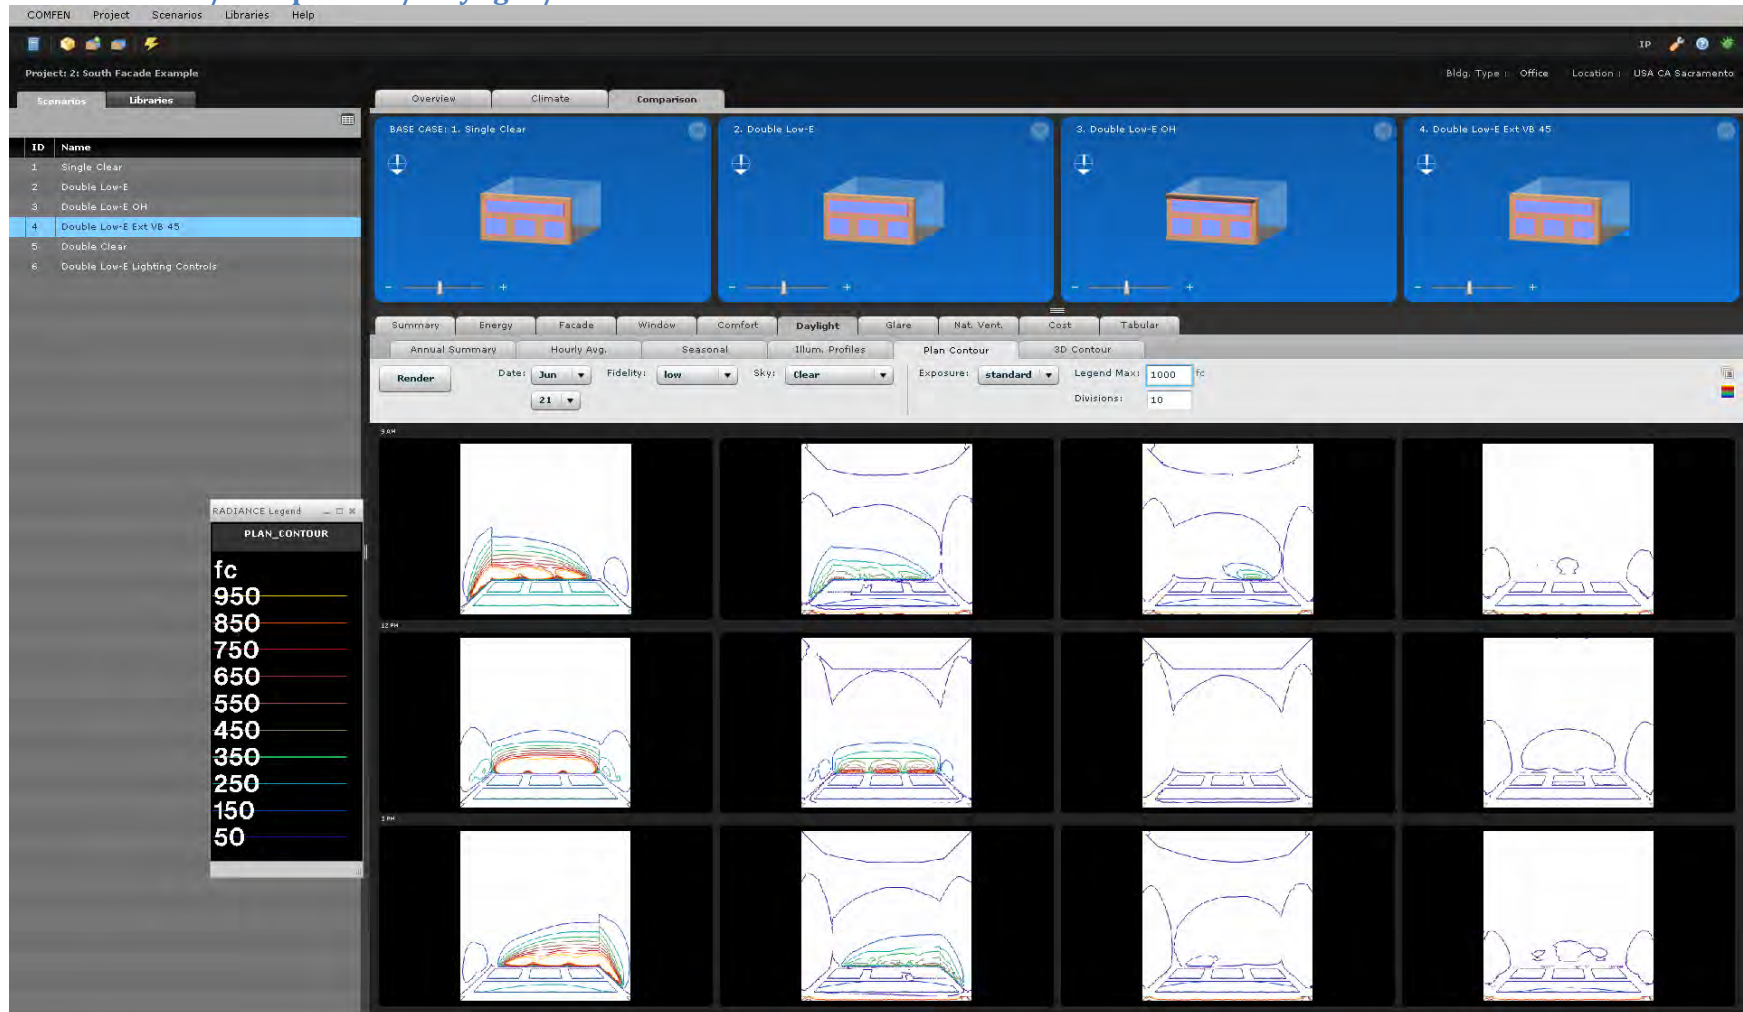 COMFEN Project Scenarios Libraries Help
IP
Project: 2: South Facade Example
Bldg. Type : Office Location : USA CA Sacramento
Scenarios Libraries
Overview Climate Comparison
ID Name
1 Single Clear
2 Double Low-E
3 Double Low-E OH
4 Double Low-E Ext VB 45
5 Double Clear
6 Double Low-E Lighting Controls
BASE CASE: 1. Single Clear
2. Double Low-E
3. Double Low-E OH
4. Double Low-E Ext VB 45
- +
- +
- +
- +
Summary Energy Facade Window Comfort Daylight Glare Nat. Vent. Cost Tabular
Annual Summary Hourly Avg. Seasonal Illum. Profiles Plan Contour 3D Contour
Render Date: Jun Fidelity: low Sky: Clear Exposure: standard Legend Max: 1000 fc
21 Divisions: 10
9 AM
12 PM
3 PM
RADIANCE Legend
PLAN_CONTOUR
fc
950
850
750
650
550
450
350
250
150
50